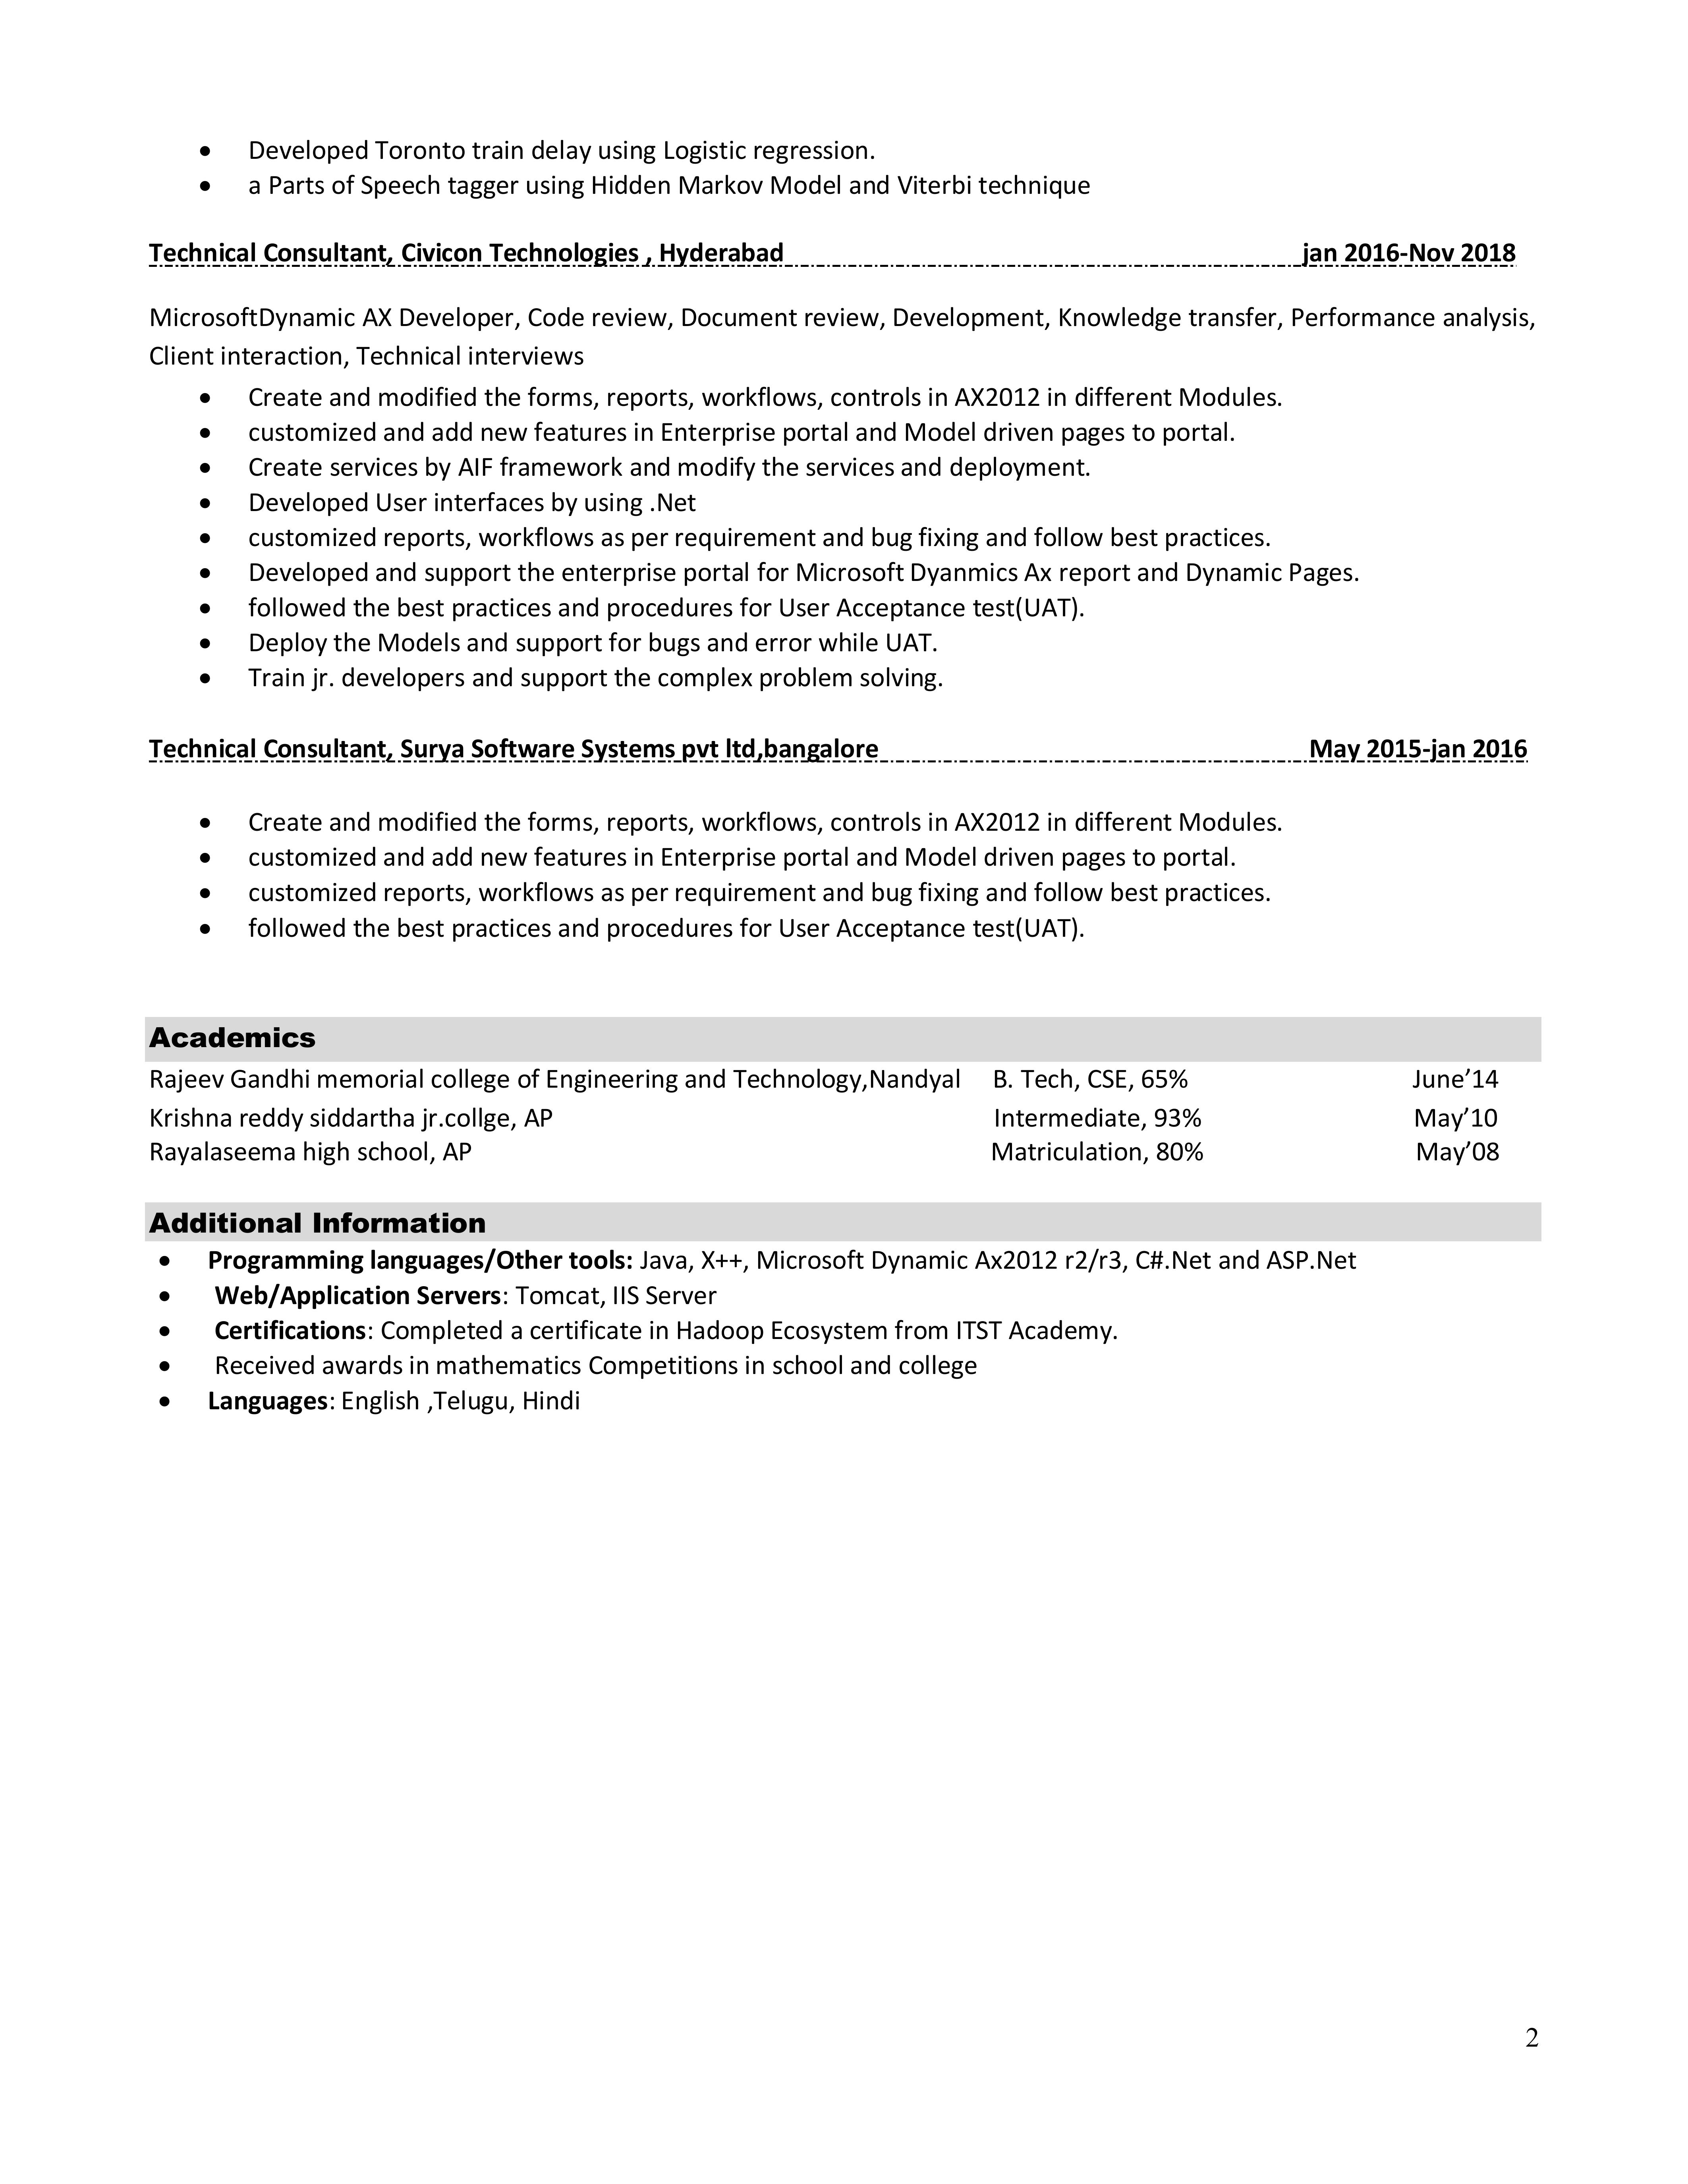 • Developed Toronto train delay using Logistic regression.
• a Parts of Speech tagger using Hidden Markov Model and Viterbi technique
Technical Consultant, Civicon Technologies , Hyderabad jan 2016-Nov 2018
MicrosoftDynamic AX Developer, Code review, Document review, Development, Knowledge transfer, Performance analysis,
Client interaction, Technical interviews
• Create and modified the forms, reports, workflows, controls in AX2012 in different Modules.
• customized and add new features in Enterprise portal and Model driven pages to portal.
• Create services by AIF framework and modify the services and deployment.
• Developed User interfaces by using .Net
• customized reports, workflows as per requirement and bug fixing and follow best practices.
• Developed and support the enterprise portal for Microsoft Dyanmics Ax report and Dynamic Pages.
• followed the best practices and procedures for User Acceptance test(UAT).
• Deploy the Models and support for bugs and error while UAT.
• Train jr. developers and support the complex problem solving.
Technical Consultant, Surya Software Systems pvt ltd,bangalore May 2015-jan 2016
• Create and modified the forms, reports, workflows, controls in AX2012 in different Modules.
• customized and add new features in Enterprise portal and Model driven pages to portal.
• customized reports, workflows as per requirement and bug fixing and follow best practices.
• followed the best practices and procedures for User Acceptance test(UAT).
Academics
Rajeev Gandhi memorial college of Engineering and Technology,Nandyal B. Tech, CSE, 65% June’14
Krishna reddy siddartha jr.collge, AP Intermediate, 93% May’10
Rayalaseema high school, AP Matriculation, 80% May’08
Additional Information
• Programming languages/Other tools: Java, X++, Microsoft Dynamic Ax2012 r2/r3, C#.Net and ASP.Net
• Web/Application Servers: Tomcat, IIS Server
• Certifications: Completed a certificate in Hadoop Ecosystem from ITST Academy.
• Received awards in mathematics Competitions in school and college
• Languages: English ,Telugu, Hindi
2